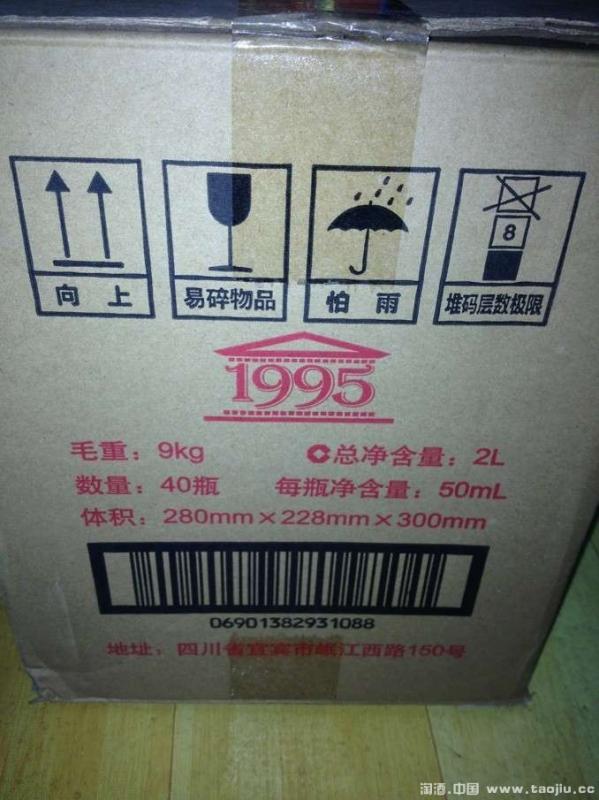 8
向上 易碎物品 怕雨 堆码层数极限
1995
毛重：9kg 总净含量：2L
数量：40瓶 每瓶净含量：50mL
体积：280mm×228mm×300mm
06901382931088
地址：四川省宜宾市岷江西路150号
淘酒.中国 www.taojiu.cc